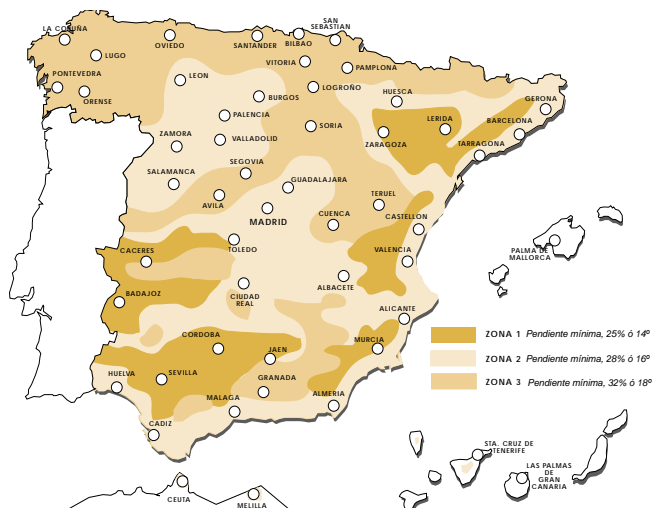 SAN
SEBASTIAN
LA CORUÑA
OVIEDO
SANTANDER
BILBAO
LUGO
VITORIA
PAMPLONA
PONTEVEDRA
LEON
LOGROÑO
HUESCA
ORENSE
BURGOS
GERONA
PALENCIA
LERIDA
BARCELONA
ZAMORA
VALLADOLID
SORIA
ZARAGOZA
TARRAGONA
SEGOVIA
SALAMANCA
GUADALAJARA
AVILA
TERUEL
MADRID
CUENCA
CASTELLON
CACERES
TOLEDO
VALENCIA
PALMA DE
MALLORCA
BADAJOZ
CIUDAD
REAL
ALBACETE
ALICANTE
CORDOBA
JAEN
MURCIA
ZONA 1 Pendiente mínima, 25% ó 14º
ZONA 2 Pendiente mínima, 28% ó 16º
ZONA 3 Pendiente mínima, 32% ó 18º
HUELVA
SEVILLA
GRANADA
MALAGA
ALMERIA
CADIZ
STA. CRUZ DE
TENERIFE
LAS PALMAS
DE
GRAN
CANARIA
CEUTA
MELILLA